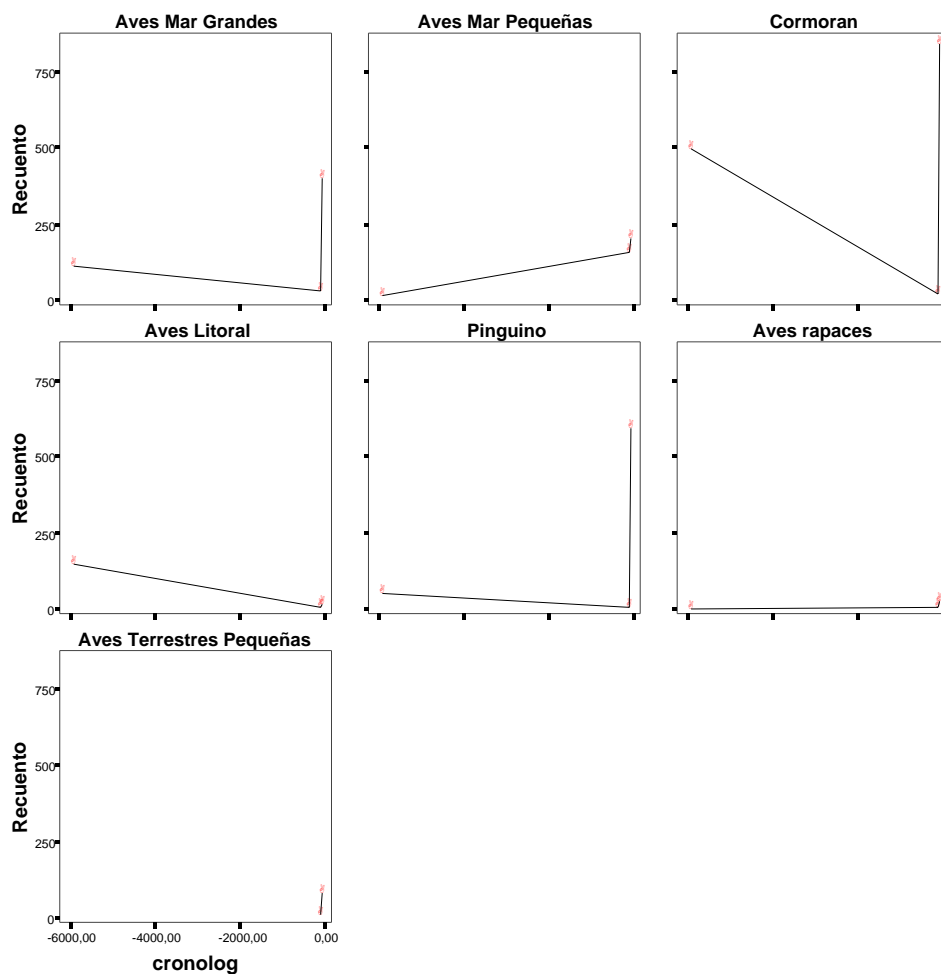 Aves Mar Grandes
Aves Mar Pequeñas
Cormoran
750
500
250
0
Recuento
Aves Litoral
Pinguino
Aves rapaces
750
500
250
0
Recuento
Aves Terrestres Pequeñas
750
500
250
0
Recuento
-6000,00 -4000,00 -2000,00 0,00
cronolog